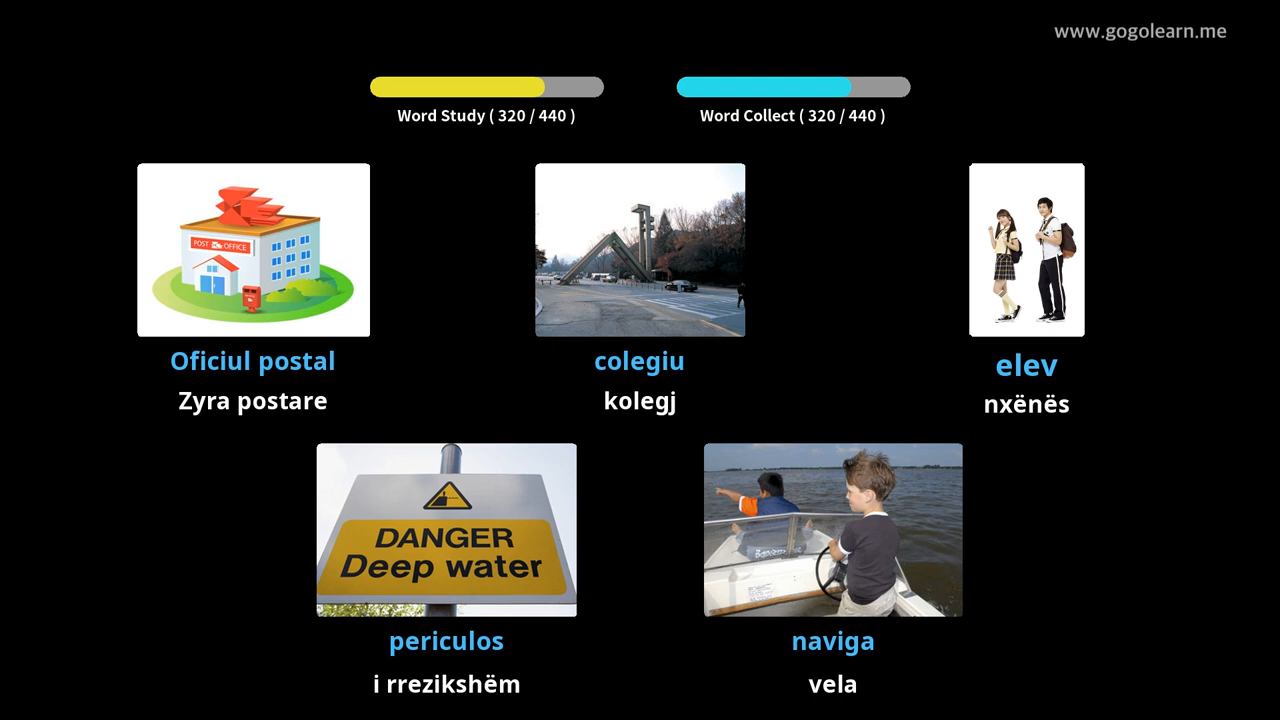 www.gogolearn.me
Word Study ( 320 / 440 )
Word Collect ( 320 / 440 )
POST OFFICE
Oficiul postal
Zyra postare
colegiu
kolegj
elev
nxënës
DANGER
Deep water
periculos
i rrezikshëm
naviga
vela